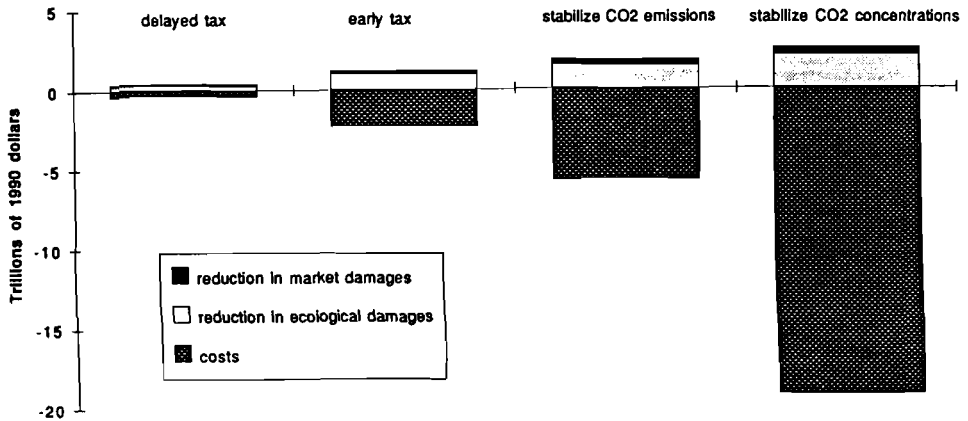 delayed tax
early tax
stabilize CO2 emissions
stabilize CO2 concentrations
Trillions of 1990 dollars
5
0
-5
-10
-15
-20
reduction in market damages
reduction in ecological damages
costs